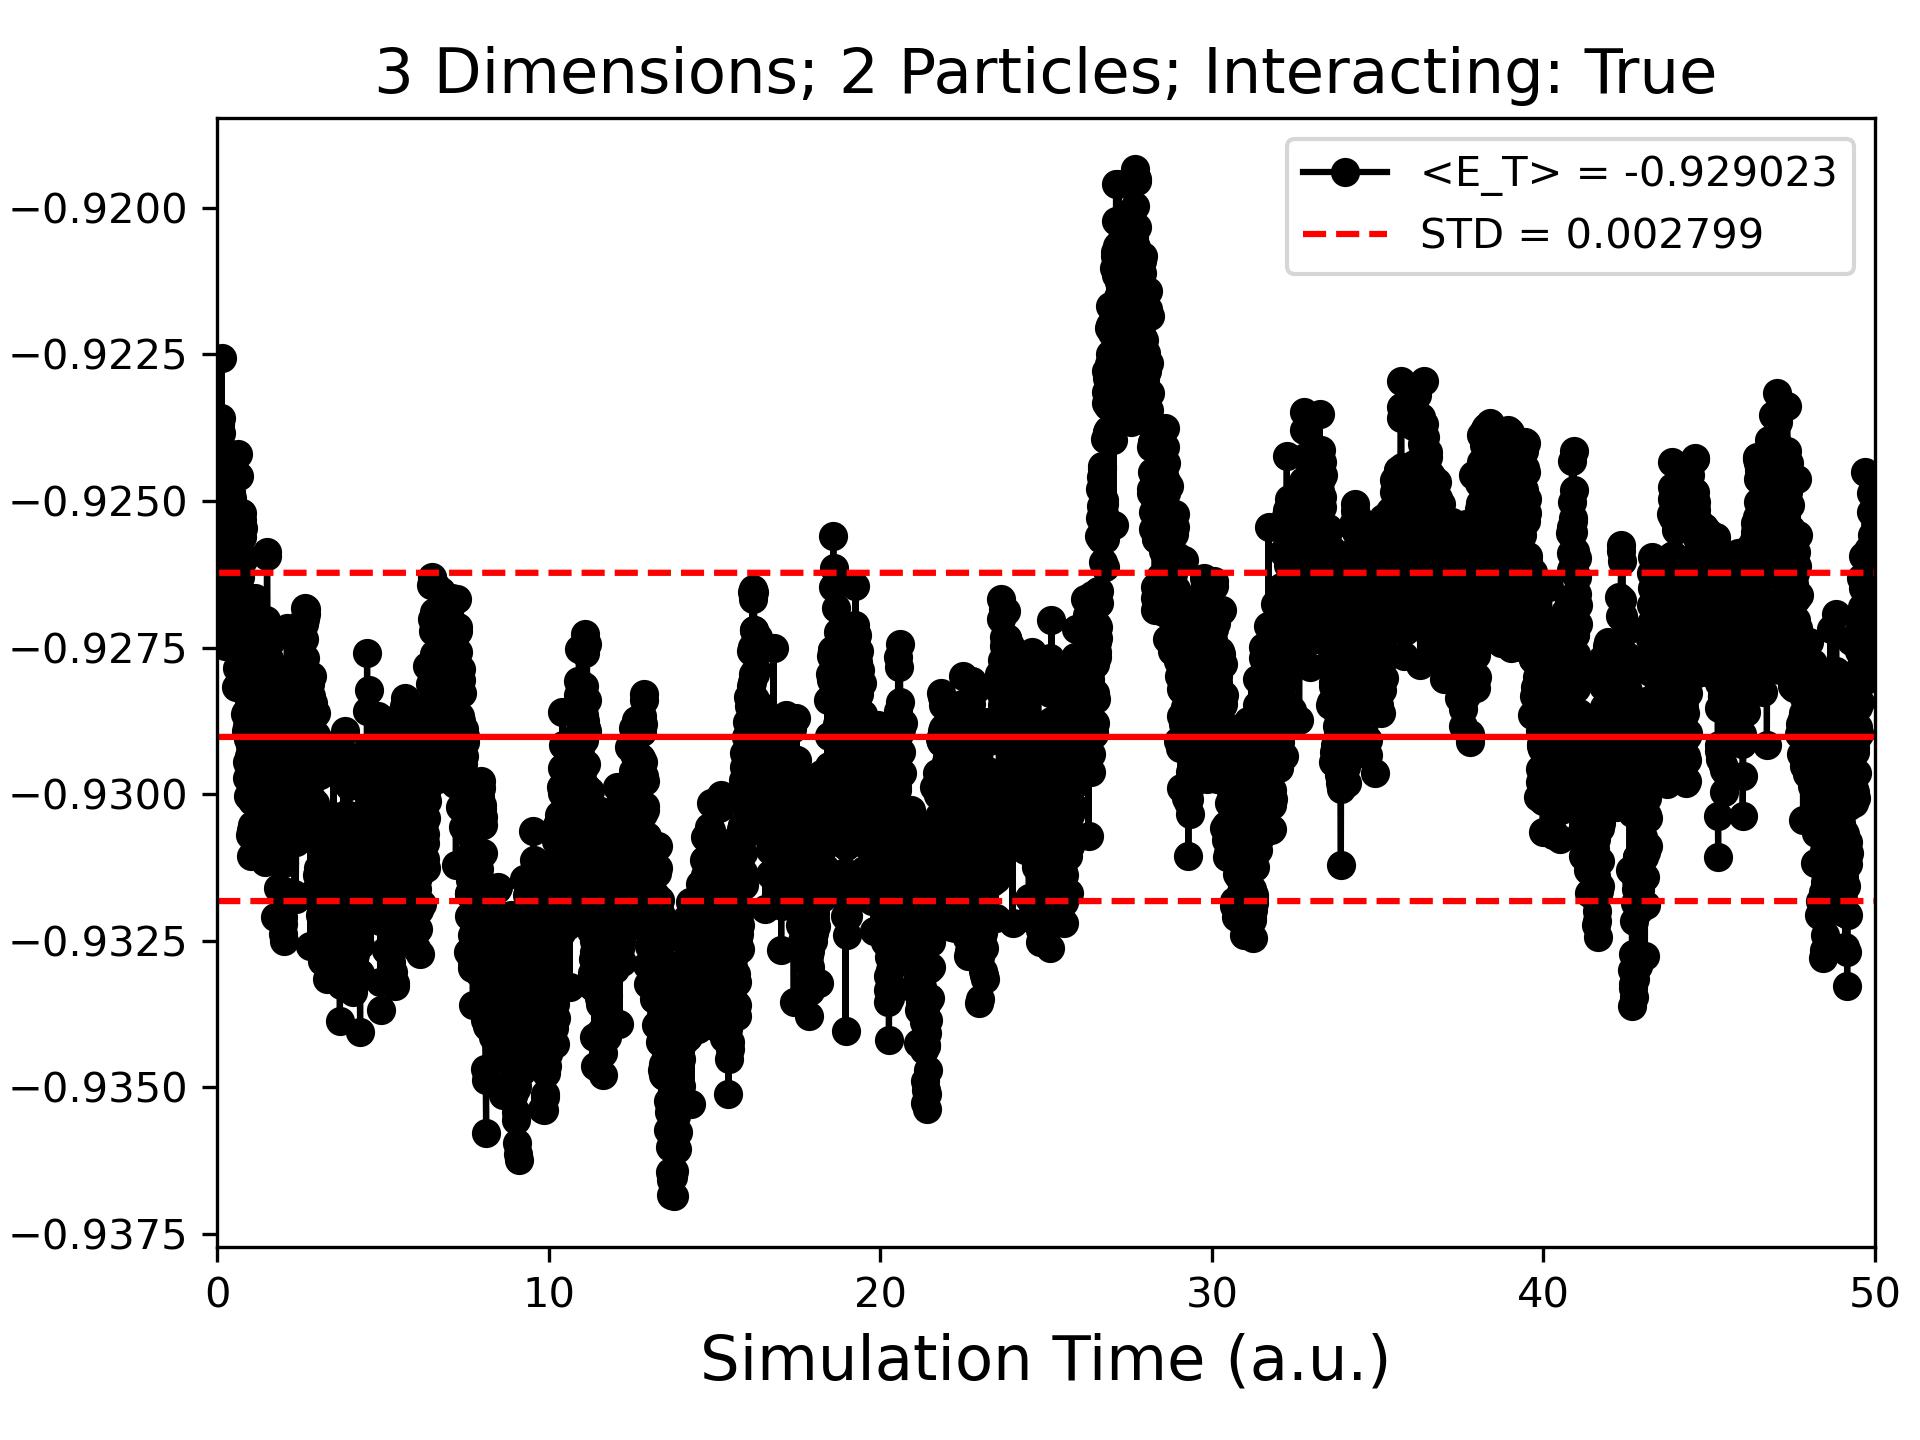 3 Dimensions; 2 Particles; Interacting: True
<E_T> = -0.929023
STD = 0.002799
−0.9200
−0.9225
−0.9250
−0.9275
−0.9300
−0.9325
−0.9350
−0.9375
0 10 20 30 40 50
Simulation Time (a.u.)